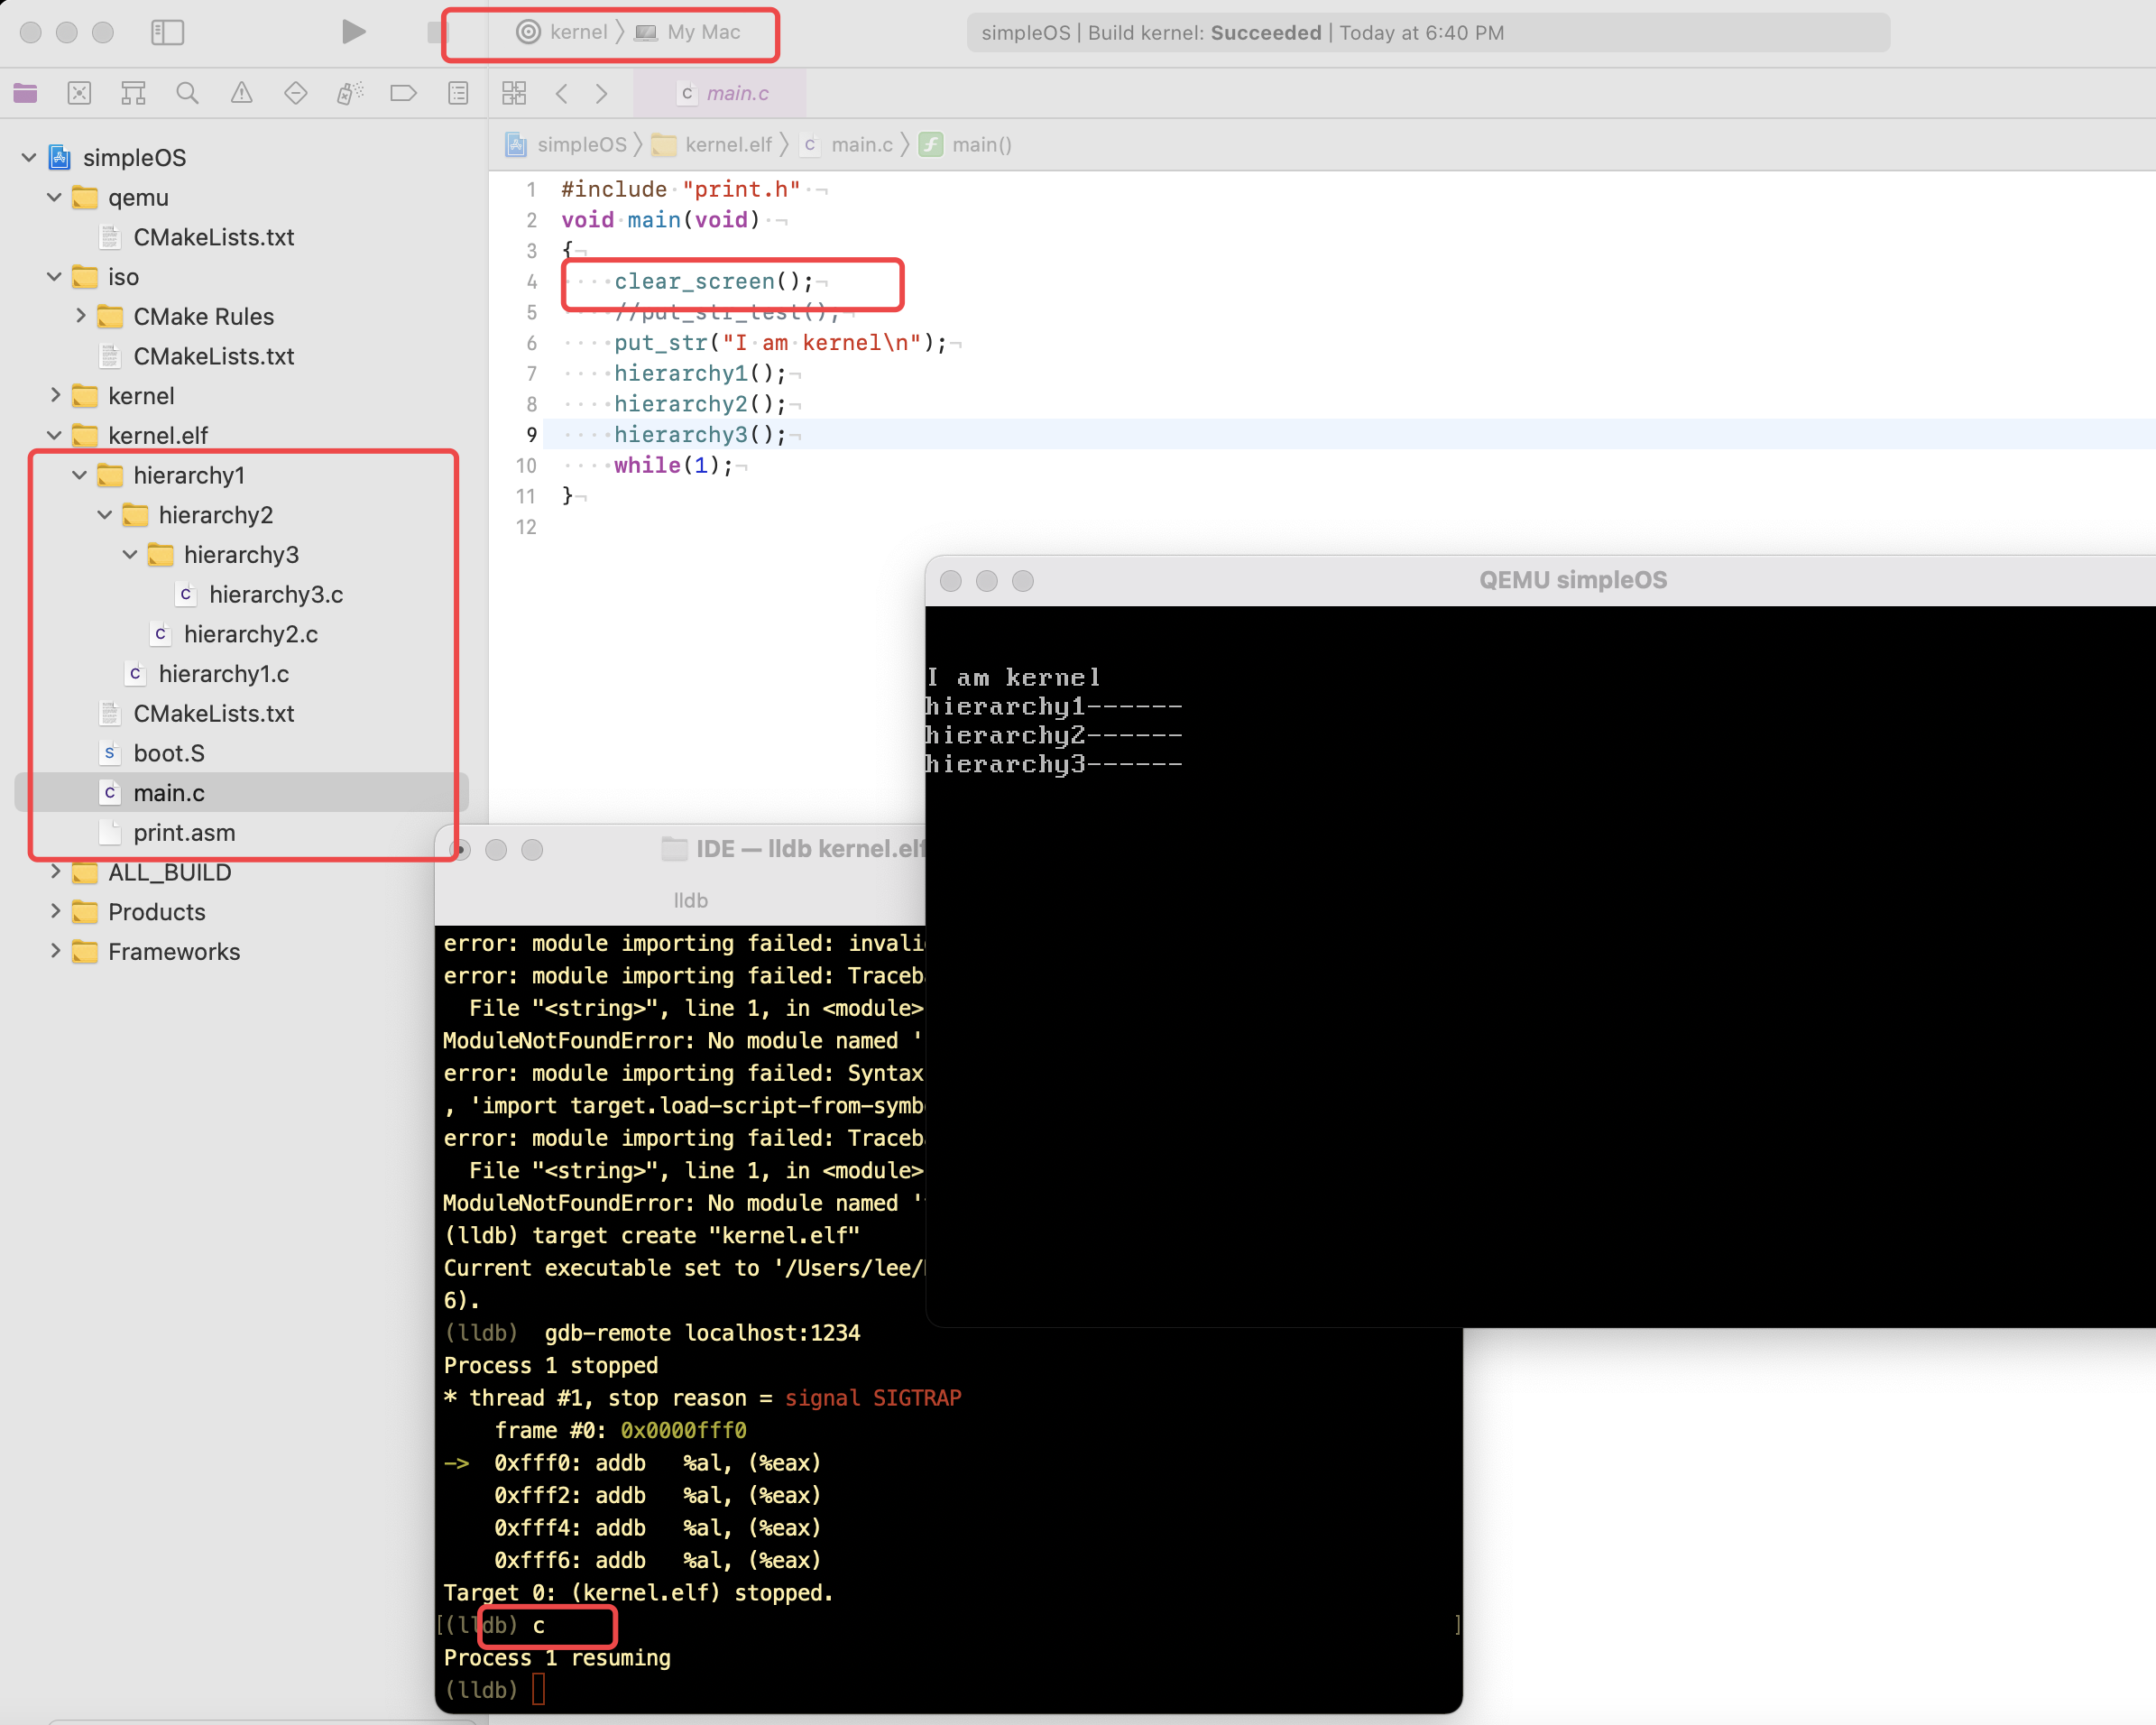 kernel 〉 My Mac
simpleOS | Build kernel: Succeeded | Today at 6:40 PM
main.c
simpleOS 〉 kernel.elf 〉 main.c 〉 main()
simpleOS
qemu
CMakeLists.txt
iso
CMake Rules
CMakeLists.txt
kernel
kernel.elf
hierarchy1
hierarchy2
hierarchy3
hierarchy3.c
hierarchy2.c
hierarchy1.c
CMakeLists.txt
boot.S
main.c
print.asm
ALL_BUILD
Products
Frameworks
1 #include "print.h"
2 void main(void)
3 {
4 clear_screen();
5 //put_str_test();
6 put_str("I am kernel\n");
7 hierarchy1();
8 hierarchy2();
9 hierarchy3();
10 while(1);
11 }
12
QEMU simpleOS
I am kernel
hierarchy1------
hierarchy2------
hierarchy3------
IDE — lldb kernel.elf
lldb
error: module importing failed:
error: module importing failed:
File "<string>", line 1, in <module>
ModuleNotFoundError: No module named '
error: module importing failed: Syntax
, 'import target.load-script-from-symb
error: module importing failed:
File "<string>", line 1, in <module>
ModuleNotFoundError: No module named '
(lldb) target create "kernel.elf"
Current executable set to '/Users/lee/
6).
(lldb) gdb-remote localhost:1234
Process 1 stopped
* thread #1, stop reason = signal SIGTRAP
frame #0: 0x0000fff0
-> 0xfff0: addb %al, (%eax)
0xfff2: addb %al, (%eax)
0xfff4: addb %al, (%eax)
0xfff6: addb %al, (%eax)
Target 0: (kernel.elf) stopped.
[(lldb) c ]
Process 1 resuming
(lldb)